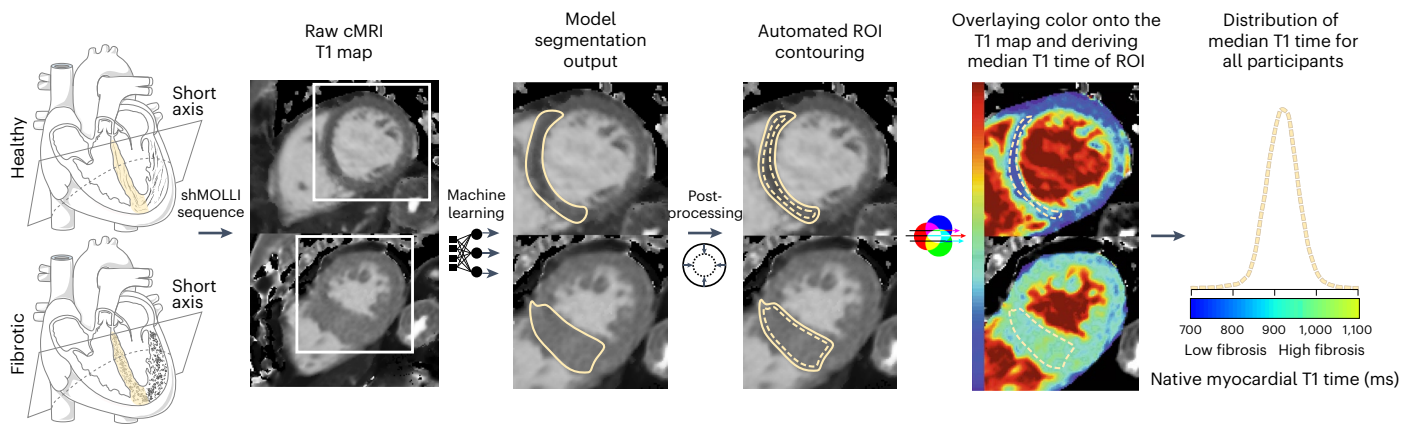 Raw cMRI
T1 map
Model
segmentation
output
Automated ROI
contouring
Overlaying color onto the
T1 map and deriving
median T1 time of ROI
Distribution of
median T1 time for
all participants
Healthy
Short
axis
shMOLLI
sequence
Machine
learning
Post-
processing
Fibrotic
Short
axis
700 800 900 1,000 1,100
Low fibrosis High fibrosis
Native myocardial T1 time (ms)